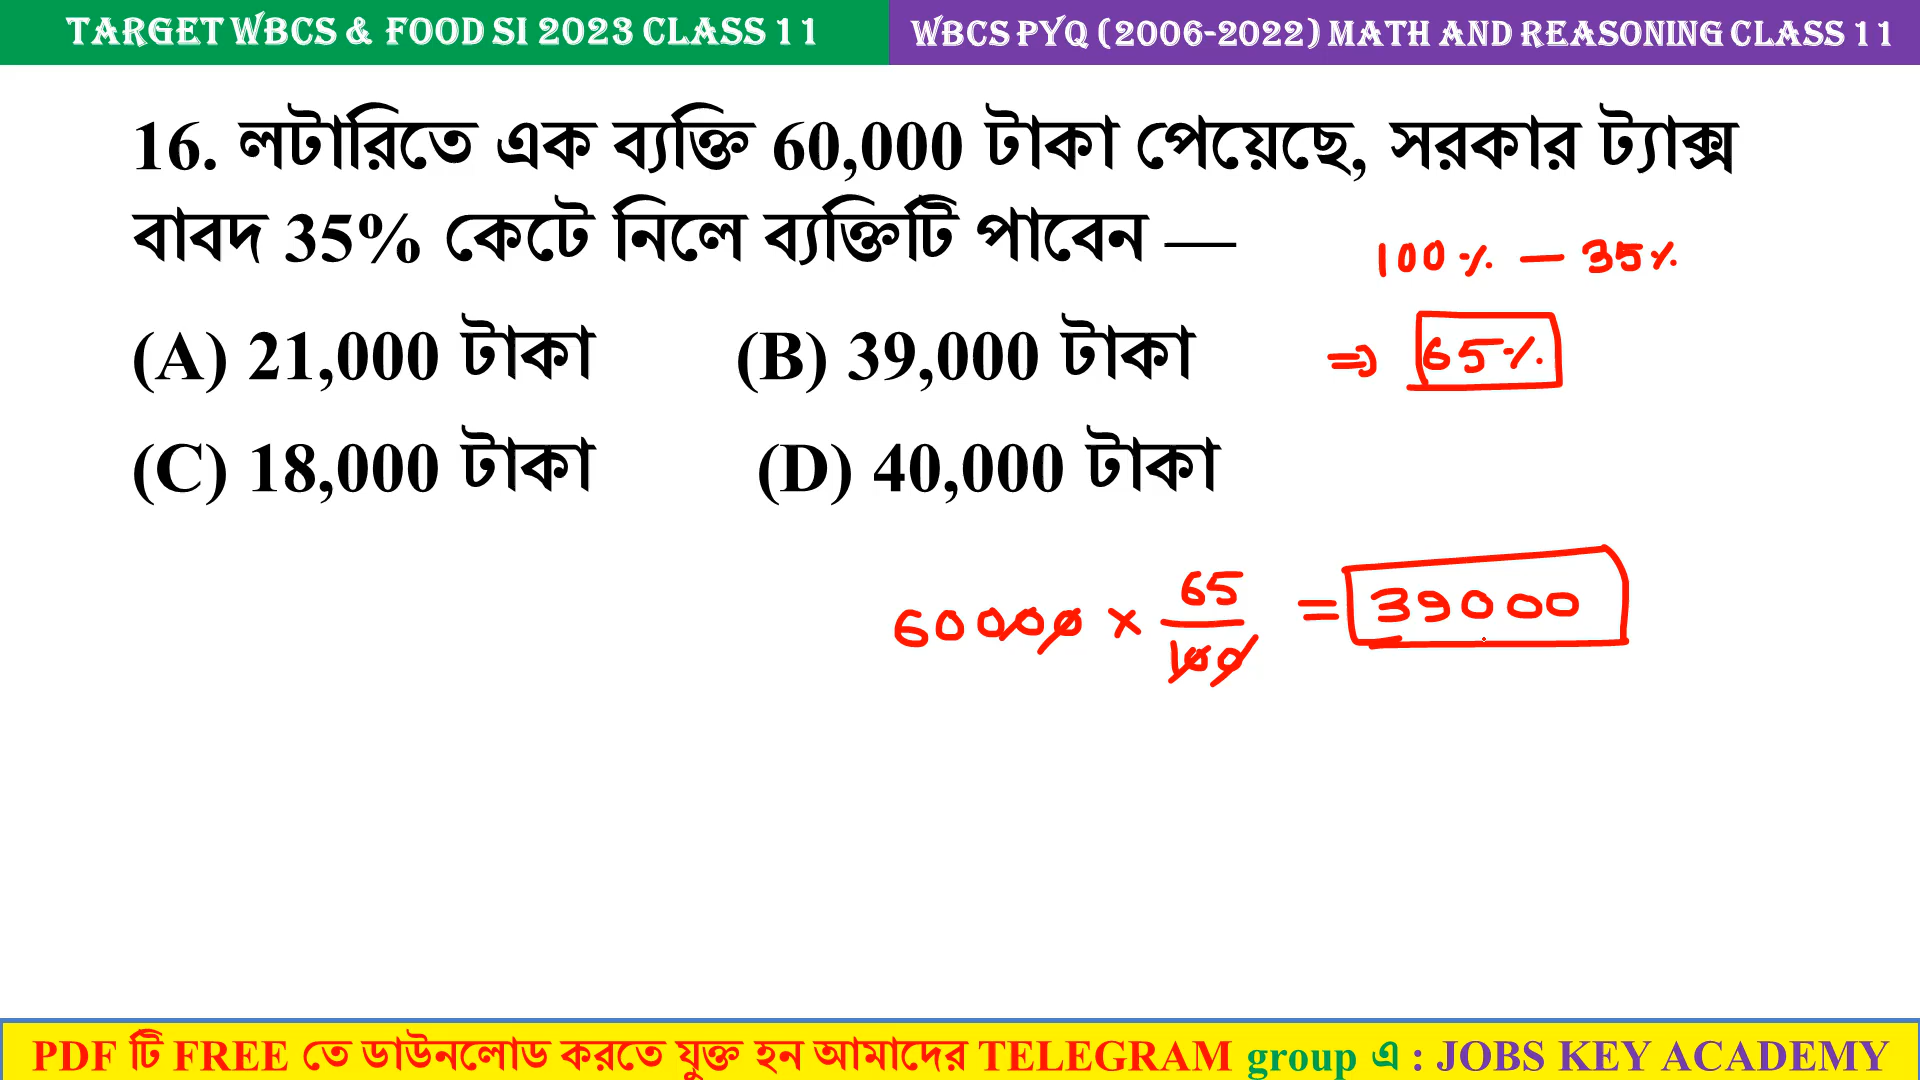 TARGET WBCS & FOOD SI 2023 CLASS 11
WBCS PYQ (2006-2022) MATH AND REASONING CLASS 11
16. লটারিতে এক ব্যক্তি 60,000 টাকা পেয়েছে, সরকার ট্যাক্স
বাবদ 35% কেটে নিলে ব্যক্তিটি পাবেন —
100% — 35%
(A) 21,000 টাকা (B) 39,000 টাকা
⇒ 65%
(C) 18,000 টাকা (D) 40,000 টাকা
60000 × 65/100 = 39000
PDF টি FREE তে ডাউনলোড করতে যুক্ত হন আমাদের TELEGRAM group এ : JOBS KEY ACADEMY